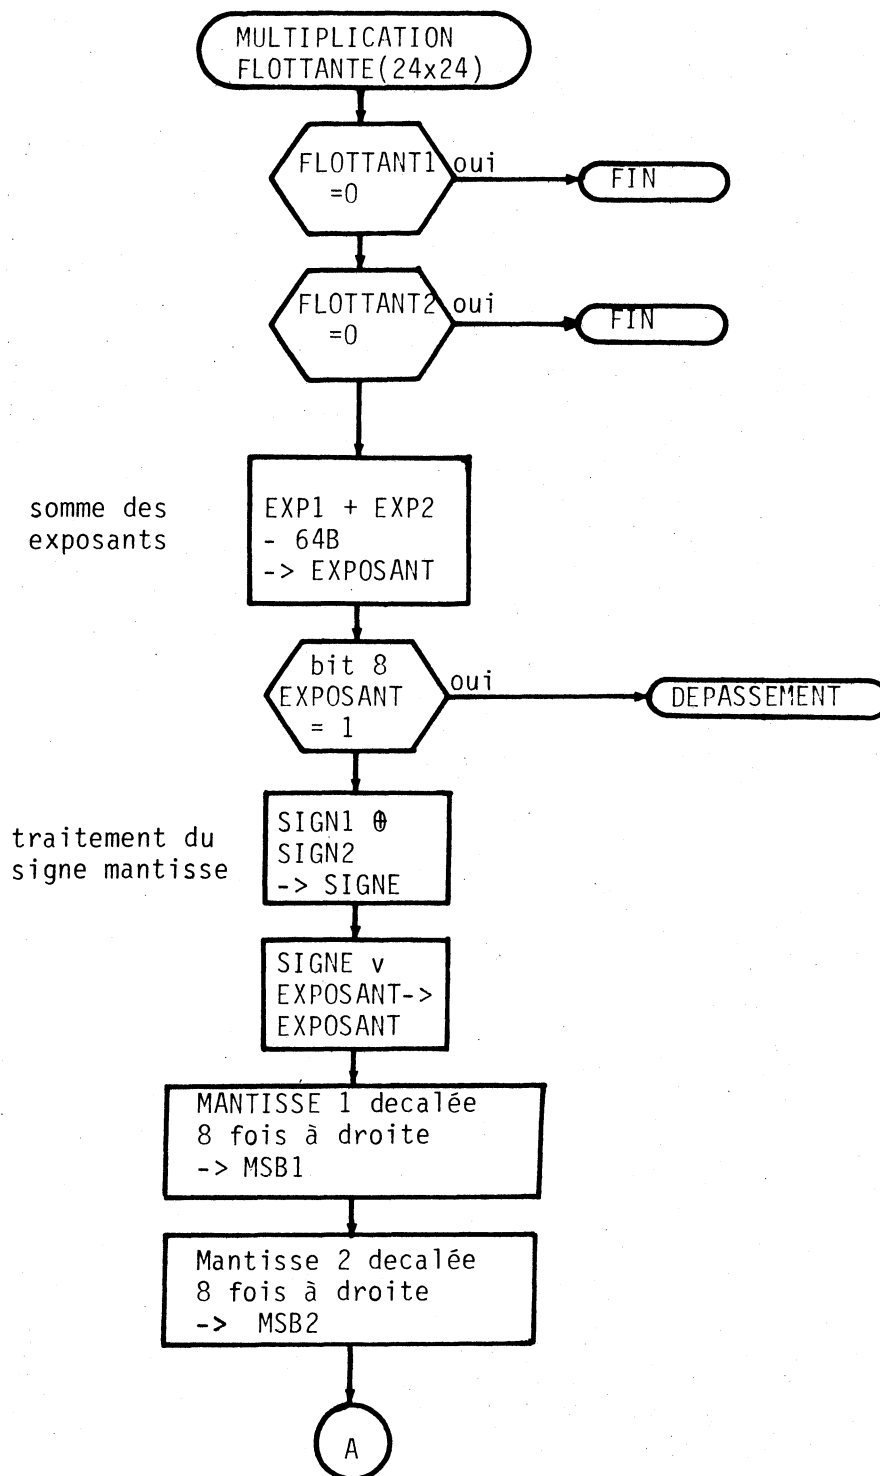 MULTIPLICATION
FLOTTANTE(24x24)
FLOTTANT1
=0
oui
FIN
FLOTTANT2
=0
oui
FIN
somme des
exposants
EXP1 + EXP2
- 64B
-> EXPOSANT
bit 8
EXPOSANT
= 1
oui
DEPASSEMENT
traitement du
signe mantisse
SIGN1 ⊕
SIGN2
-> SIGNE
SIGNE v
EXPOSANT->
EXPOSANT
MANTISSE 1 decalée
8 fois à droite
-> MSB1
Mantisse 2 decalée
8 fois à droite
-> MSB2
A